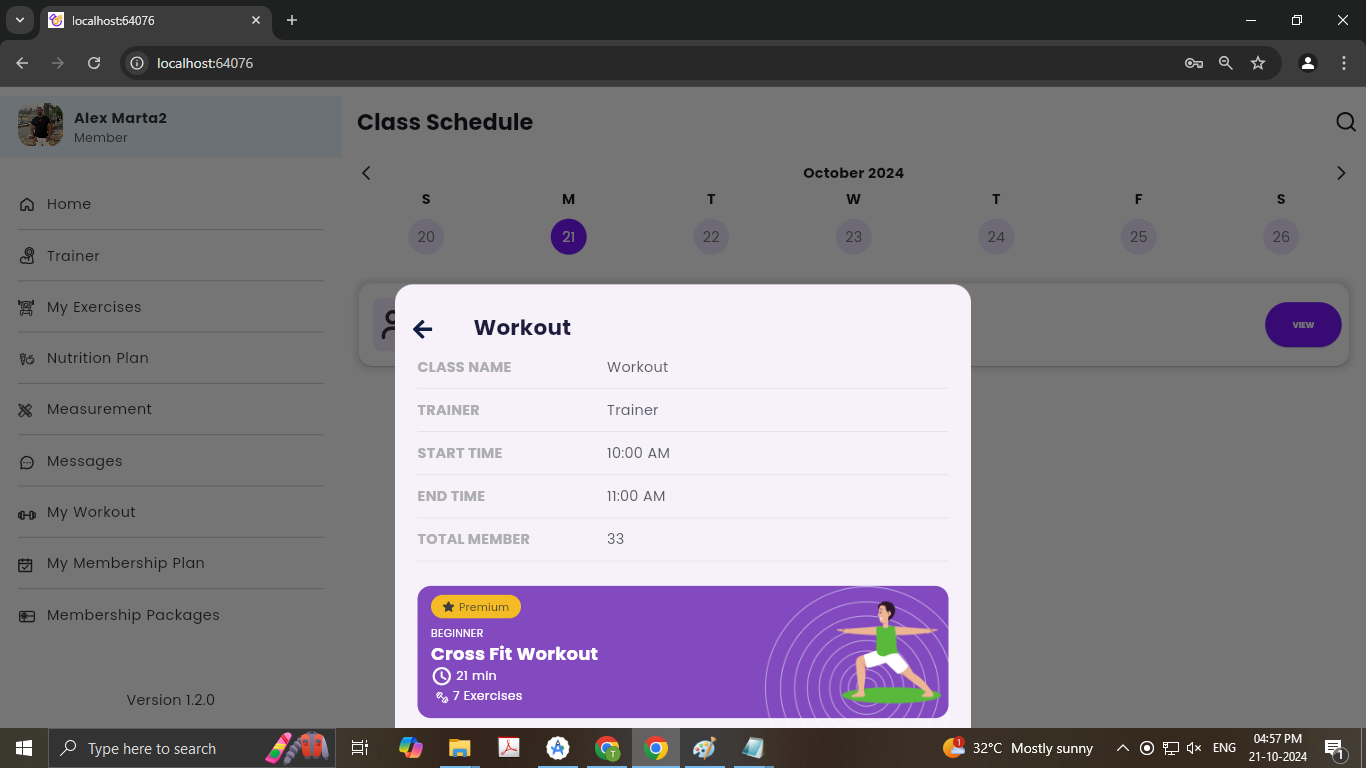 localhost:64076
localhost:64076
Alex Marta2
Member
Home
Trainer
My Exercises
Nutrition Plan
Measurement
Messages
My Workout
My Membership Plan
Membership Packages
Version 1.2.0
Class Schedule
October 2024
S M T W T F S
20 21 22 23 24 25 26
VIEW
Workout
CLASS NAME Workout
TRAINER Trainer
START TIME 10:00 AM
END TIME 11:00 AM
TOTAL MEMBER 33
Premium
BEGINNER
Cross Fit Workout
21 min
7 Exercises
Type here to search
T
1
32°C Mostly sunny
ENG
04:57 PM
21-10-2024
1